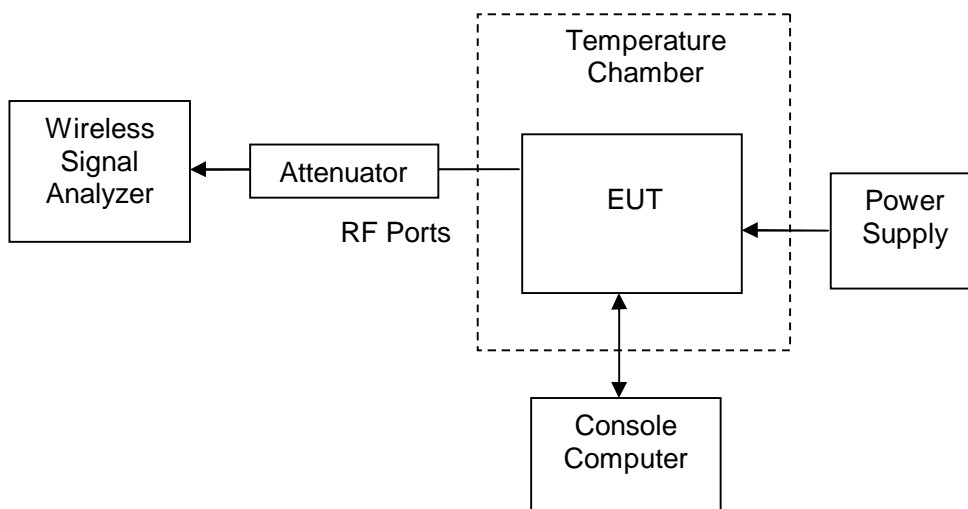 Temperature
Chamber
Wireless
Signal
Analyzer
Attenuator
EUT
Power
Supply
RF Ports
Console
Computer